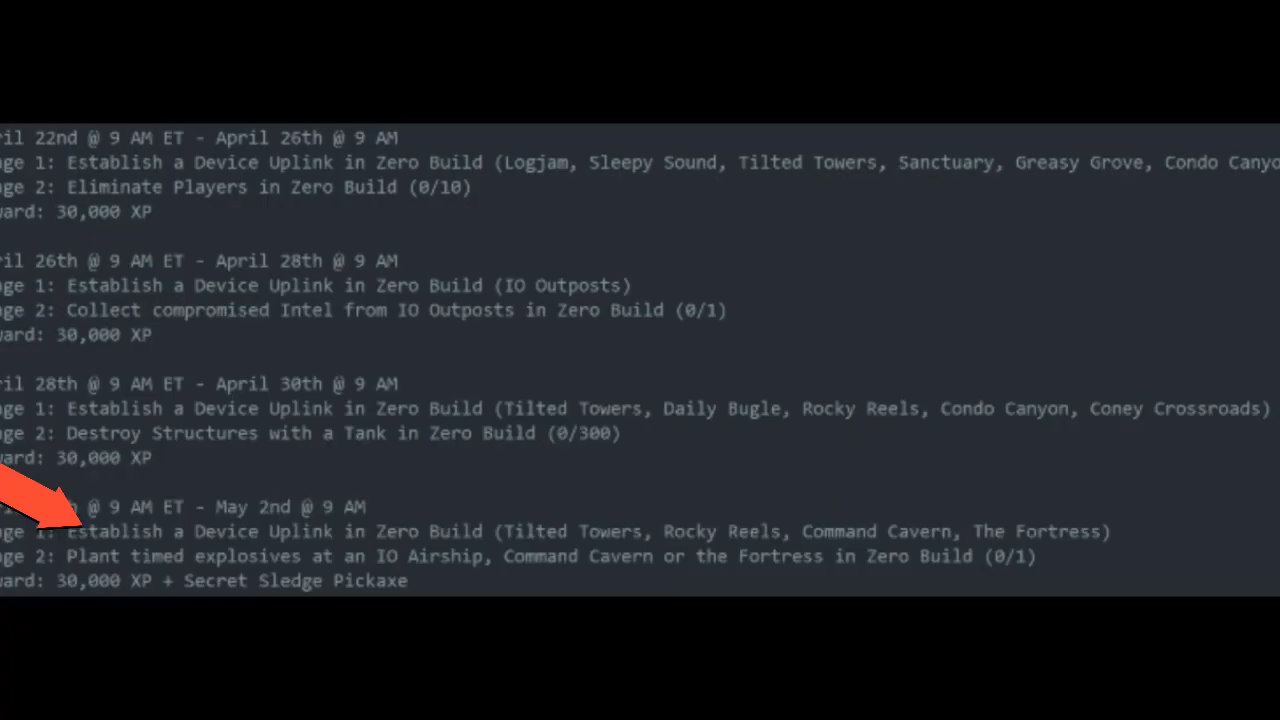 ril 22nd @ 9 AM ET - April 26th @ 9 AM
age 1: Establish a Device Uplink in Zero Build (Logjam, Sleepy Sound, Tilted Towers, Sanctuary, Greasy Grove, Condo Canyo
age 2: Eliminate Players in Zero Build (0/10)
ward: 30,000 XP
ril 26th @ 9 AM ET - April 28th @ 9 AM
age 1: Establish a Device Uplink in Zero Build (IO Outposts)
age 2: Collect compromised Intel from IO Outposts in Zero Build (0/1)
ward: 30,000 XP
ril 28th @ 9 AM ET - April 30th @ 9 AM
age 1: Establish a Device Uplink in Zero Build (Tilted Towers, Daily Bugle, Rocky Reels, Condo Canyon, Coney Crossroads)
age 2: Destroy Structures with a Tank in Zero Build (0/300)
ward: 30,000 XP
@ 9 AM ET - May 2nd @ 9 AM
age 1: Establish a Device Uplink in Zero Build (Tilted Towers, Rocky Reels, Command Cavern, The Fortress)
age 2: Plant timed explosives at an IO Airship, Command Cavern or the Fortress in Zero Build (0/1)
ward: 30,000 XP + Secret Sledge Pickaxe